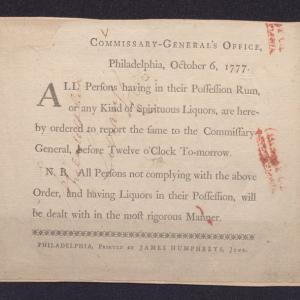 COMMISSARY-GENERAL'S OFFICE,
Philadelphia, October 6, 1777.
ALL Persons having in their Possession Rum,
or any Kind of Spirituous Liquors, are here-
by ordered to report the same to the Commissary-
General, before Twelve o'Clock To-morrow.
N. B. All Persons not complying with the above
Order, and having Liquors in their Possession, will
be dealt with in the most rigorous Manner.
PHILADELPHIA, PRINTED BY JAMES HUMPHREYS, JUNR.